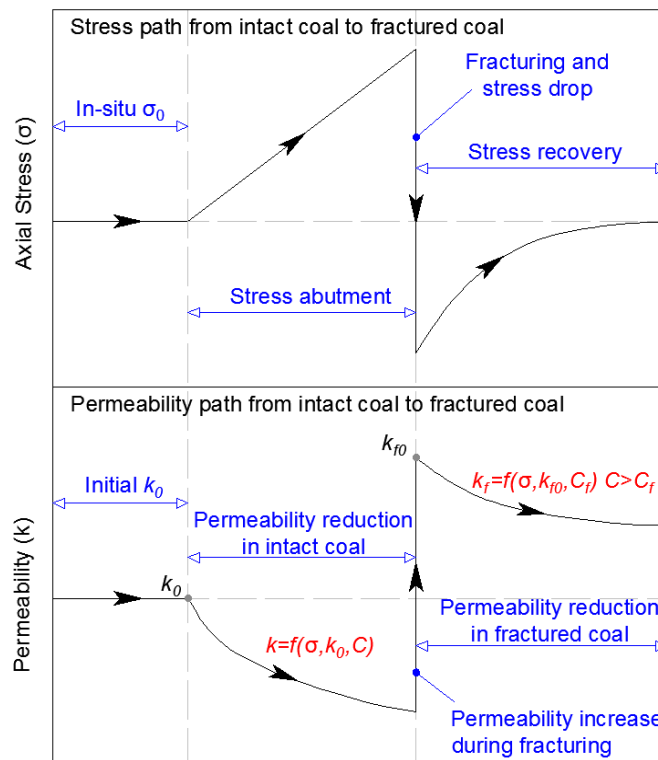 Stress path from intact coal to fractured coal
In-situ σ0
Fracturing and
stress drop
Stress recovery
Stress abutment
Axial Stress (σ)
Permeability path from intact coal to fractured coal
kf0
kf=f(σ,kf0,Cf) C>Cf
Initial k0
Permeability reduction
in intact coal
k0
k=f(σ,k0,C)
Permeability reduction
in fractured coal
Permeability increase
during fracturing
Permeability (k)